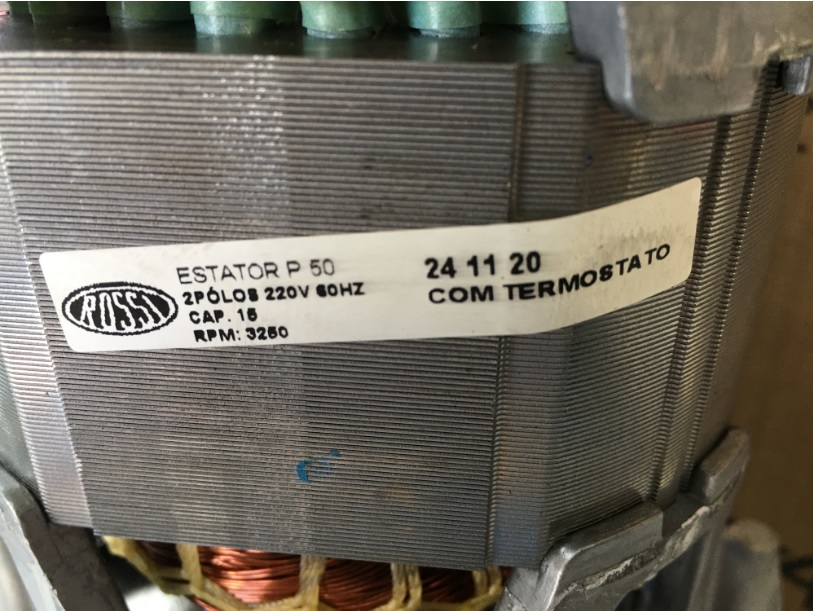 ROSSI
ESTATOR P 50
2PÓLOS 220V 60HZ
CAP. 15
RPM: 3250
24 11 20
COM TERMOSTATO